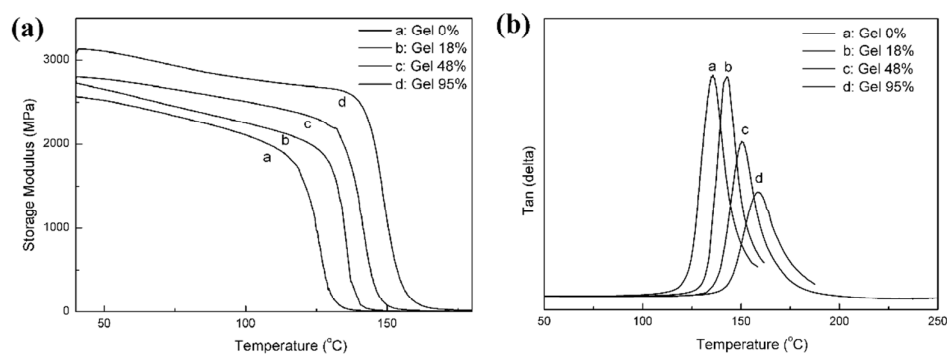 (a)
a: Gel 0%
b: Gel 18%
c: Gel 48%
d: Gel 95%
3000
2000
1000
0
Storage Modulus (MPa)
d
c
b
a
50
100
150
Temperature (°C)
(b)
a: Gel 0%
b: Gel 18%
c: Gel 48%
d: Gel 95%
a b
c
d
Tan (delta)
50
100
150
200
250
Temperature (°C)